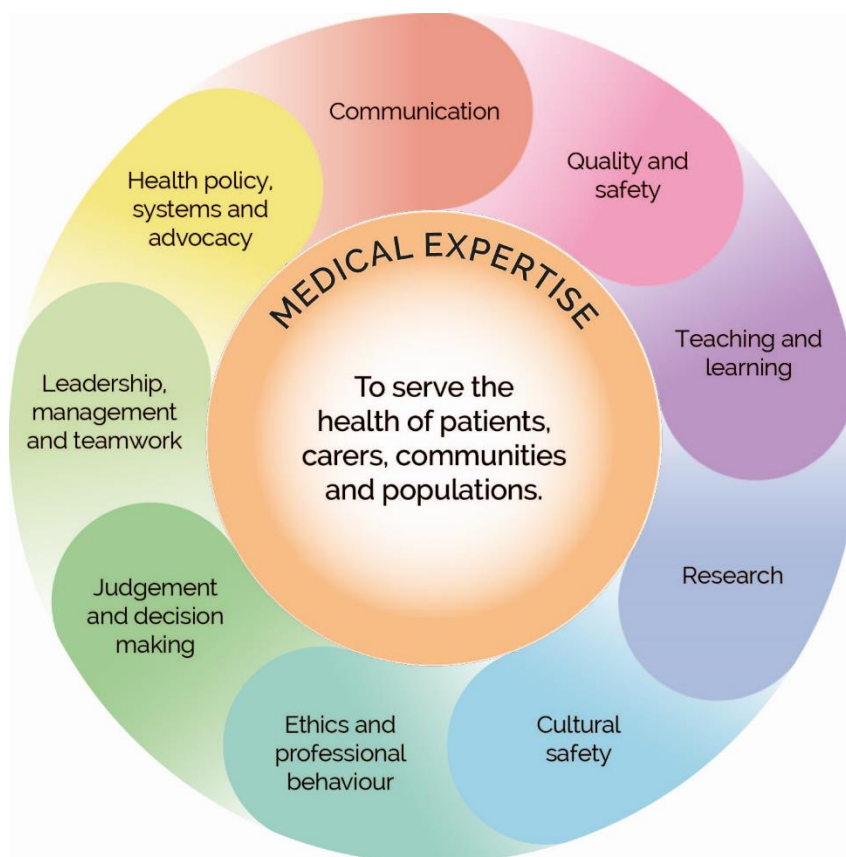 Communication
Quality and
safety
Teaching and
learning
Research
Cultural
safety
Ethics and
professional
behaviour
Judgement
and decision
making
Leadership,
management
and teamwork
Health policy,
systems and
advocacy
MEDICAL EXPERTISE
To serve the
health of patients,
carers, communities
and populations.